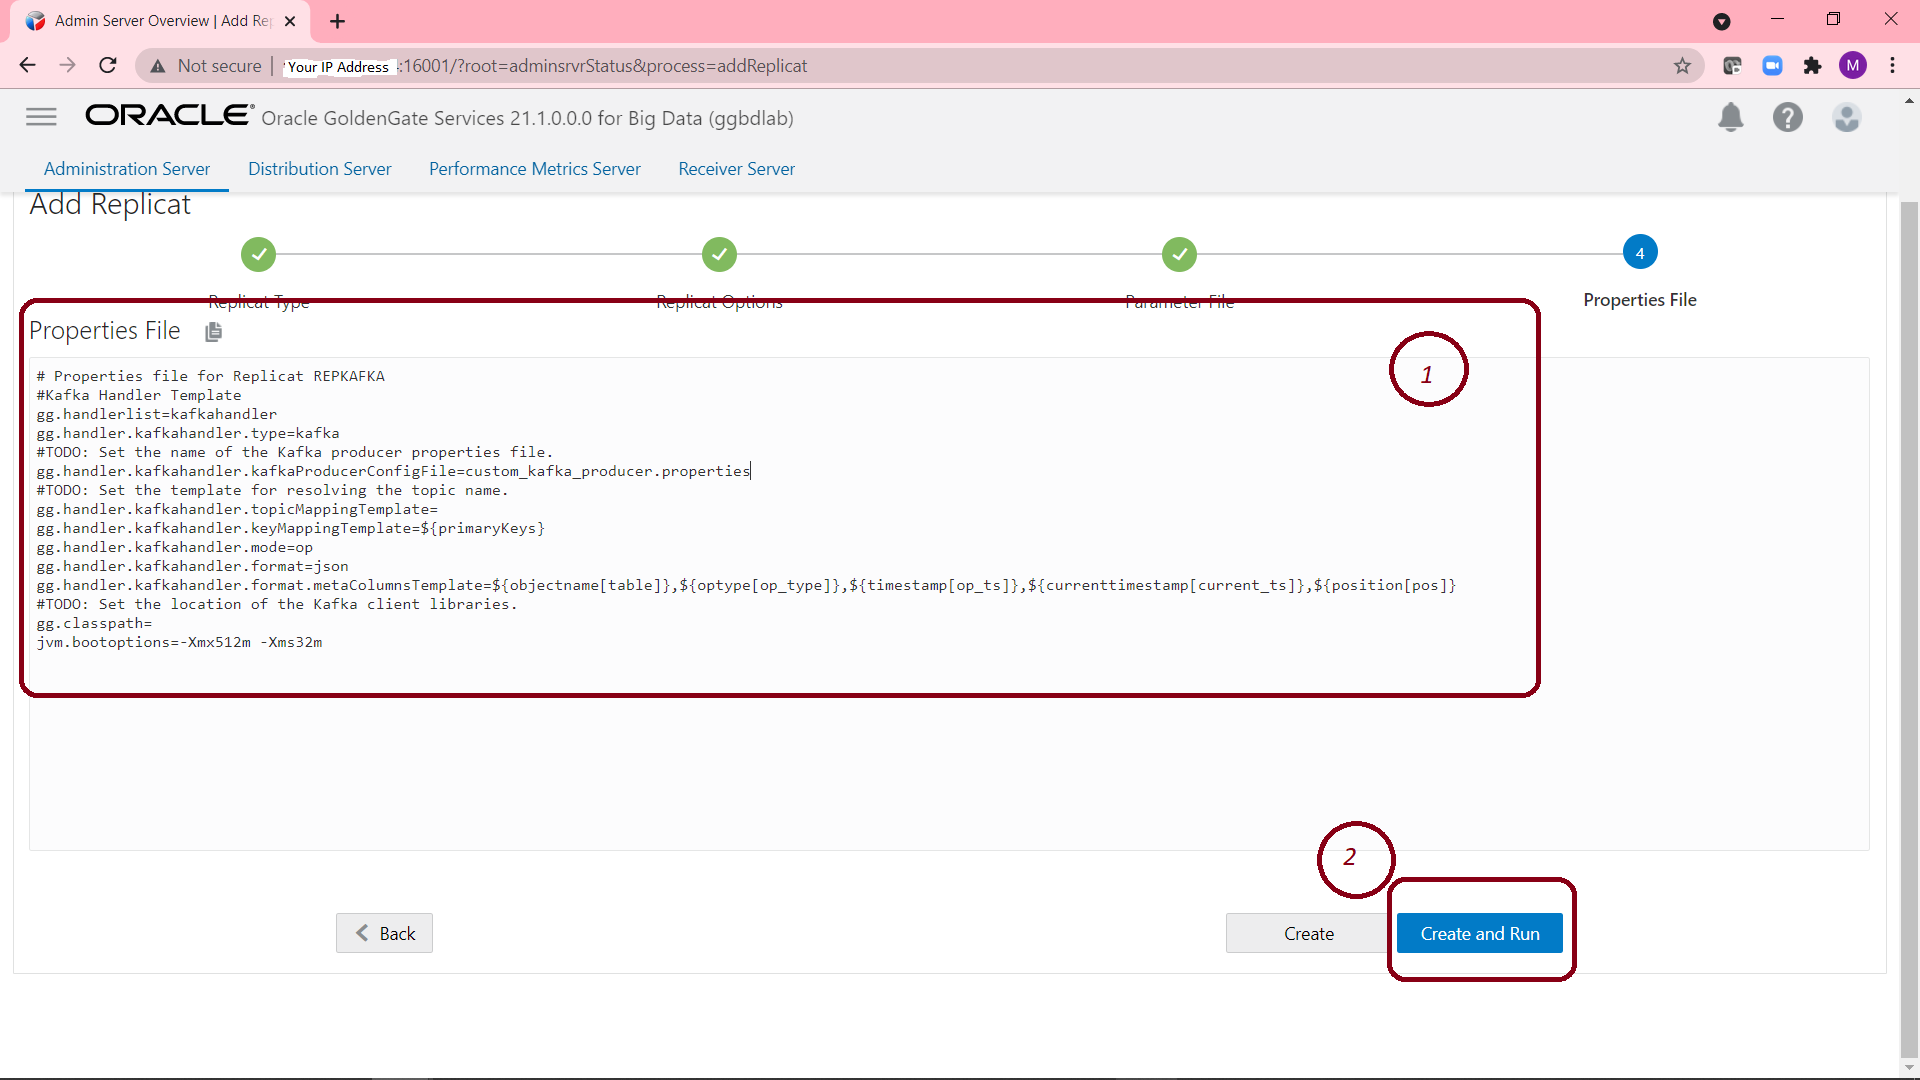 Admin Server Overview | Add Rep
Not secure | Your IP Address :16001/?root=adminsrvrStatus&process=addReplicat
M
ORACLE Oracle GoldenGate Services 21.1.0.0.0 for Big Data (ggbdlab)
Administration Server Distribution Server Performance Metrics Server Receiver Server
Add Replicat
4
Replicat Type Replicat Options Parameter File Properties File
Properties File
1
# Properties file for Replicat REPKAFKA
#Kafka Handler Template
gg.handlerlist=kafkahandler
gg.handler.kafkahandler.type=kafka
#TODO: Set the name of the Kafka producer properties file.
gg.handler.kafkahandler.kafkaProducerConfigFile=custom_kafka_producer.properties
#TODO: Set the template for resolving the topic name.
gg.handler.kafkahandler.topicMappingTemplate=
gg.handler.kafkahandler.keyMappingTemplate=${primaryKeys}
gg.handler.kafkahandler.mode=op
gg.handler.kafkahandler.format=json
gg.handler.kafkahandler.format.metaColumnsTemplate=${objectname[table]},${optype[op_type]},${timestamp[op_ts]},${currenttimestamp[current_ts]},${position[pos]}
#TODO: Set the location of the Kafka client libraries.
gg.classpath=
jvm.bootoptions=-Xmx512m -Xms32m
2
Back Create Create and Run